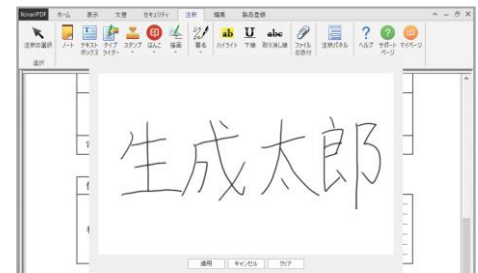 ホーム 表示 文書 セキュリティ 注釈 編集 製品登録
注釈の選択 ノート テキストボックス タイプライター スタンプ はんこ 描画 署名 ハイライト 下線 取り消し線 ファイルの添付 注釈パネル ヘルプ サポートページ マイページ
選択
生成太郎
適用 キャンセル クリア